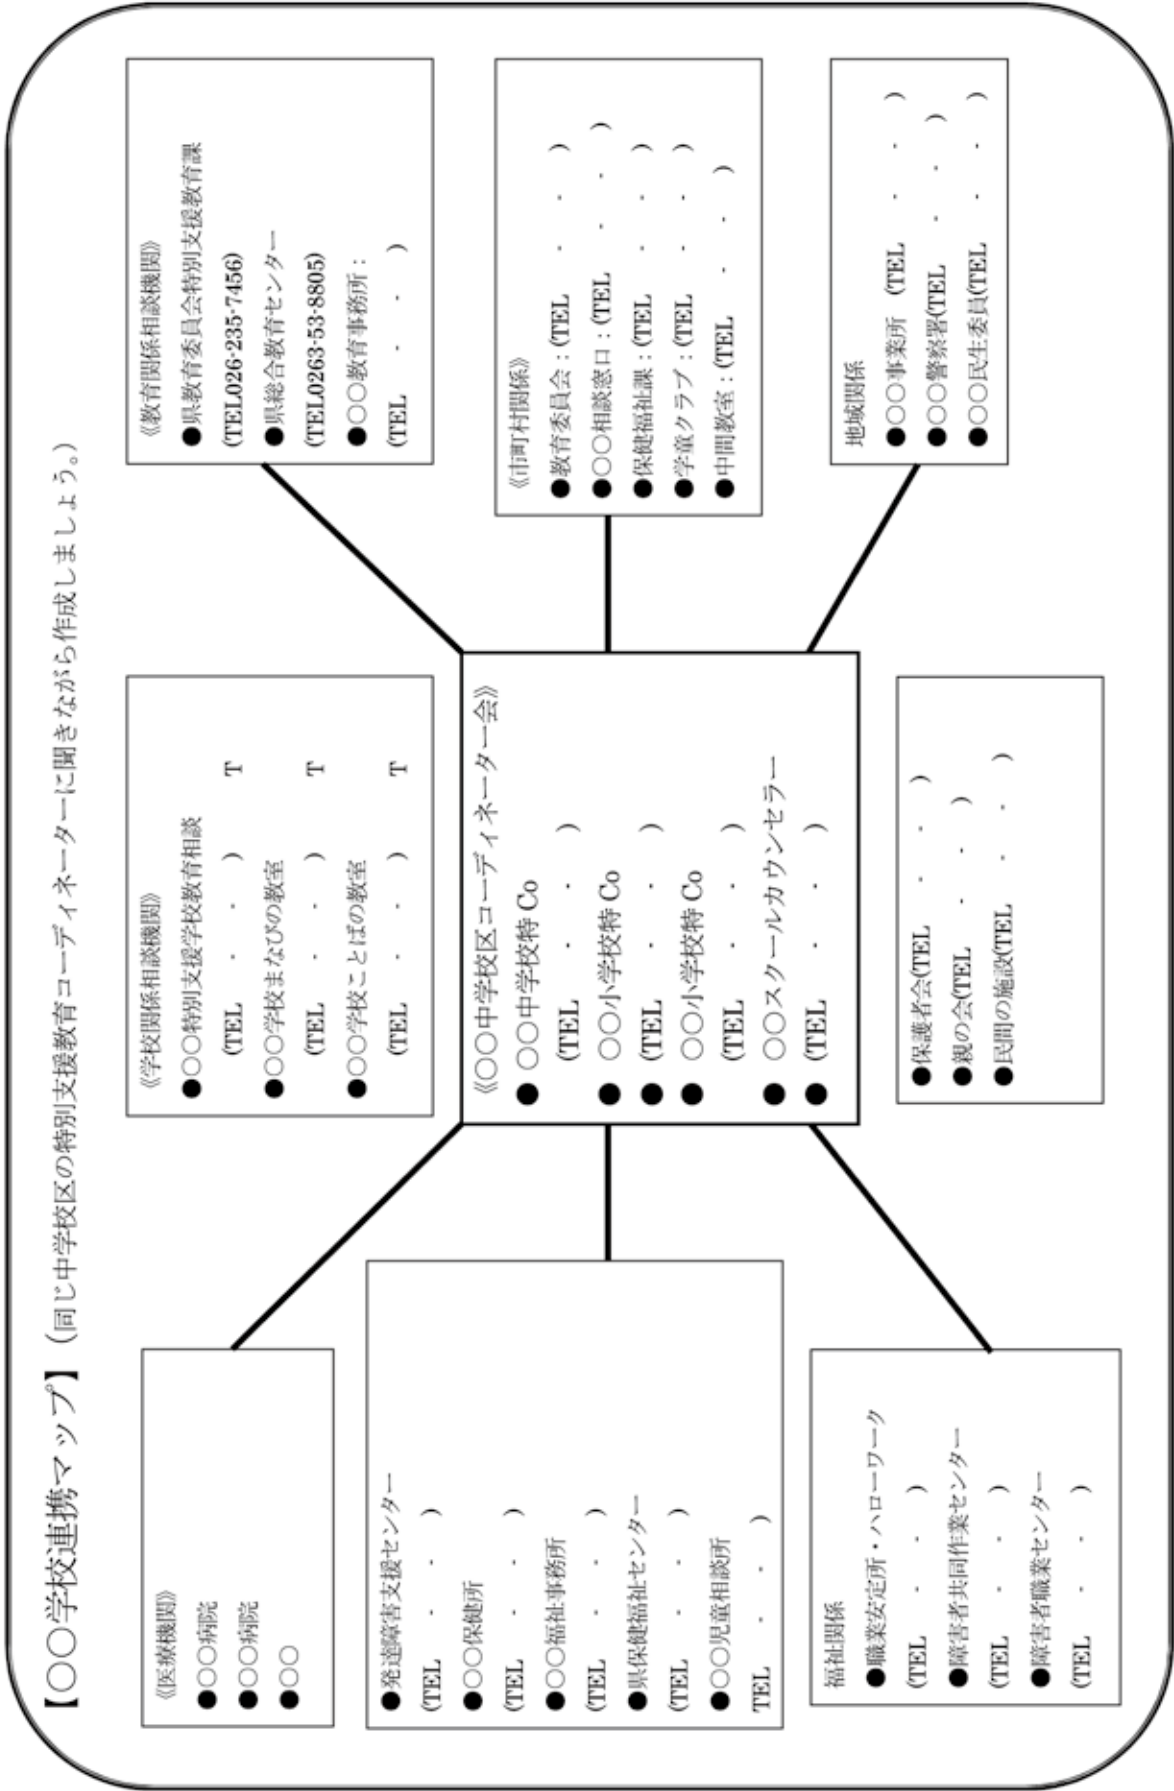 【○○学校連携マップ】（同じ中学校区の特別支援教育コーディネーターに聞きながら作成しましょう。）
《医療機関》
●○○病院
●○○病院
●○○
《学校関係相談機関》
●○○特別支援学校教育相談
(TEL　-　-　)　T
●○○学校まなびの教室
(TEL　-　-　)　T
●○○学校ことばの教室
(TEL　-　-　)　T
《教育関係相談機関》
●県教育委員会特別支援教育課
(TEL026-235-7456)
●県総合教育センター
(TEL0263-53-8805)
●○○教育事務所：
(TEL　-　-　)
●発達障害支援センター
(TEL　-　-　)
●○○保健所
(TEL　-　-　)
●○○福祉事務所
(TEL　-　-　)
●県保健福祉センター
(TEL　-　-　)
●○○児童相談所
TEL　-　-　)
《○○中学校区コーディネーター会》
● ○○中学校特 Co
(TEL　-　-　)
● ○○小学校特 Co
● (TEL　-　-　)
● ○○小学校特 Co
(TEL　-　-　)
● ○○スクールカウンセラー
● (TEL　-　-　)
《市町村関係》
●教育委員会：(TEL　-　-　)
●○○相談窓口：(TEL　-　-　)
●保健福祉課：(TEL　-　-　)
●学童クラブ：(TEL　-　-　)
●中間教室：(TEL　-　-　)
福祉関係
●職業安定所・ハローワーク
(TEL　-　-　)
●障害者共同作業センター
(TEL　-　-　)
●障害者職業センター
(TEL　-　-　)
●保護者会(TEL　-　-　)
●親の会(TEL　-　-　)
●民間の施設(TEL　-　-　)
地域関係
●○○事業所　(TEL　-　-　)
●○○警察署(TEL　-　-　)
●○○民生委員(TEL　-　-　)